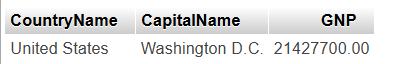 CountryName CapitalName GNP
United States Washington D.C. 21427700.00